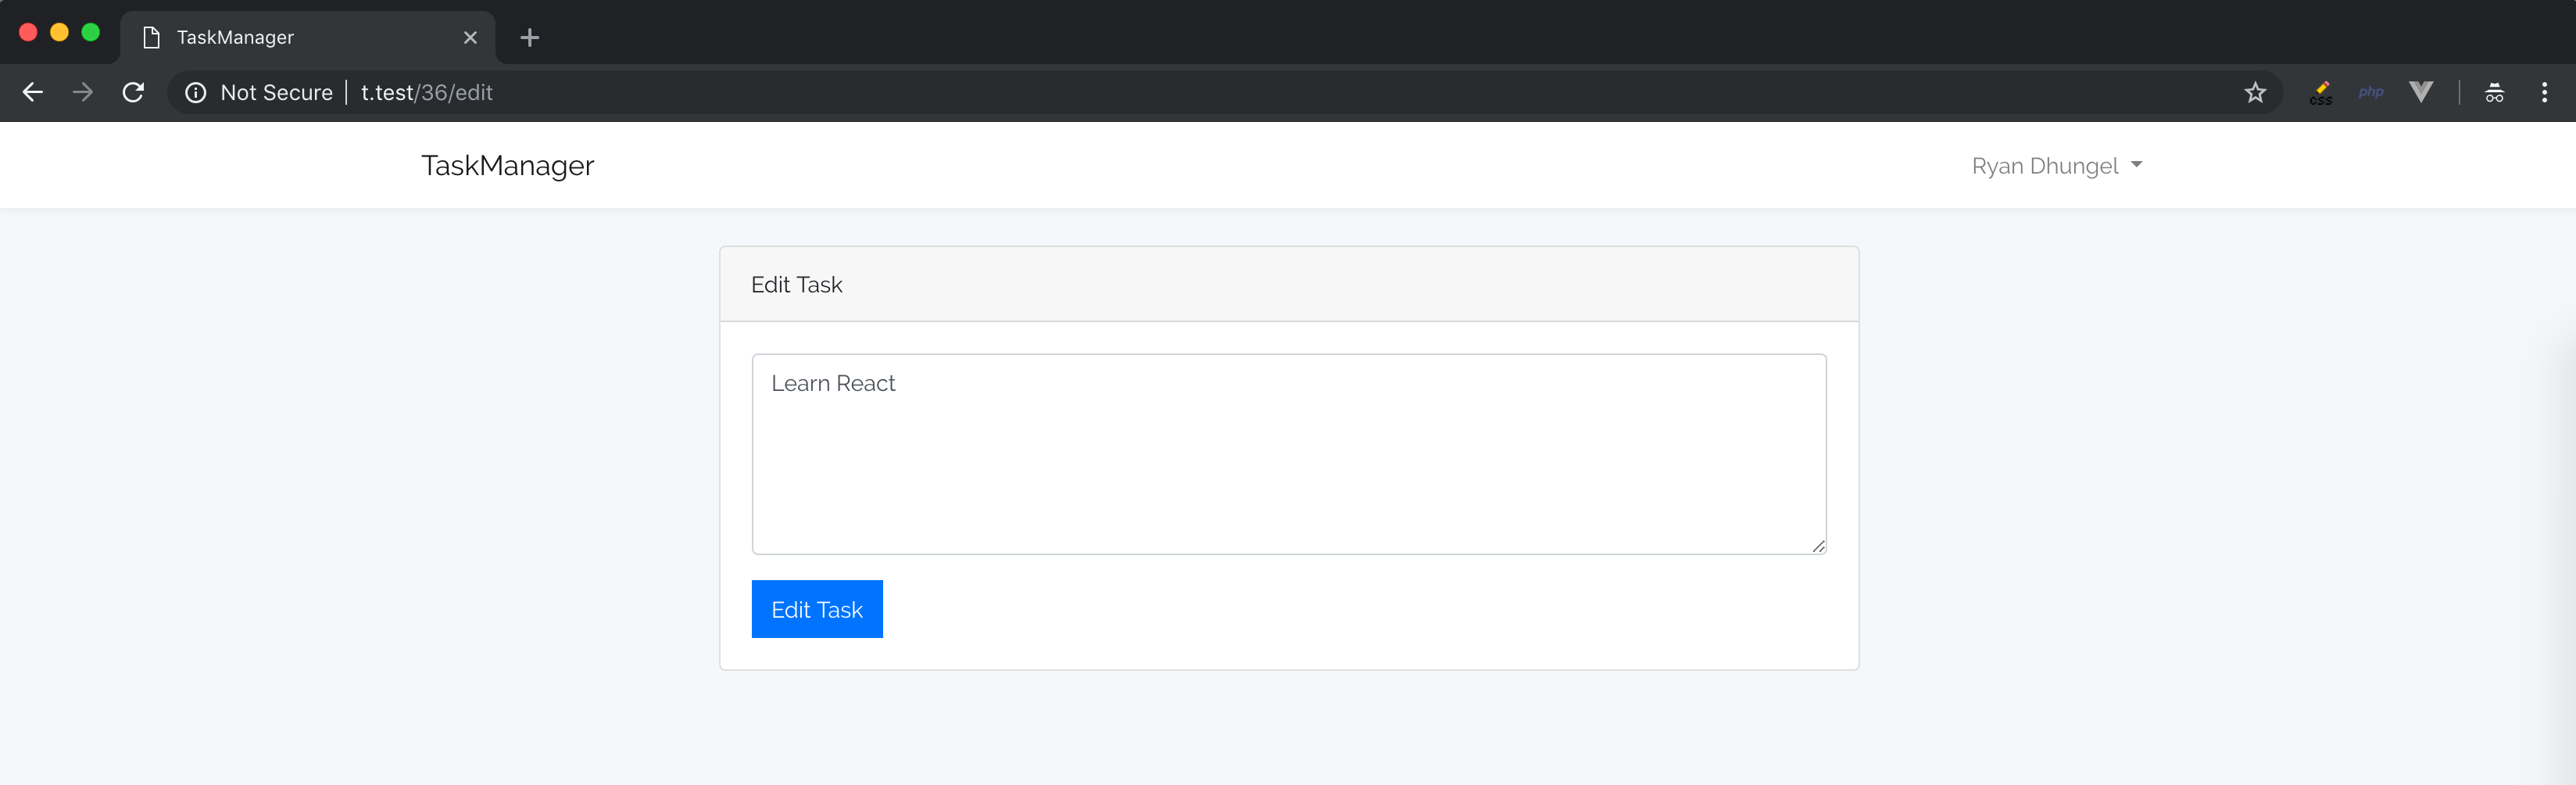 TaskManager
Not Secure | t.test/36/edit
css php
TaskManager Ryan Dhungel
Edit Task
Learn React
Edit Task